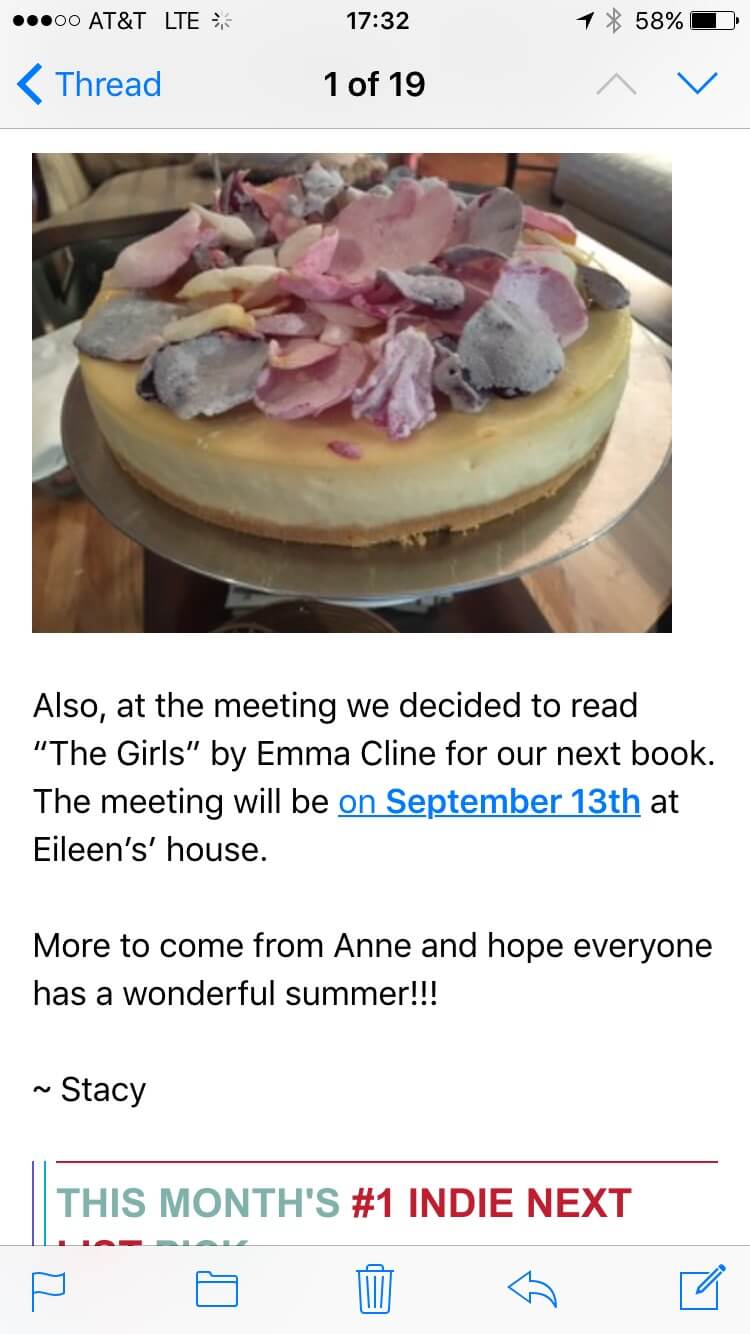 AT&T LTE 17:32 58%
Thread 1 of 19
Also, at the meeting we decided to read
“The Girls” by Emma Cline for our next book.
The meeting will be on September 13th at
Eileen’s’ house.
More to come from Anne and hope everyone
has a wonderful summer!!!
~ Stacy
THIS MONTH'S #1 INDIE NEXT
LIST PICK